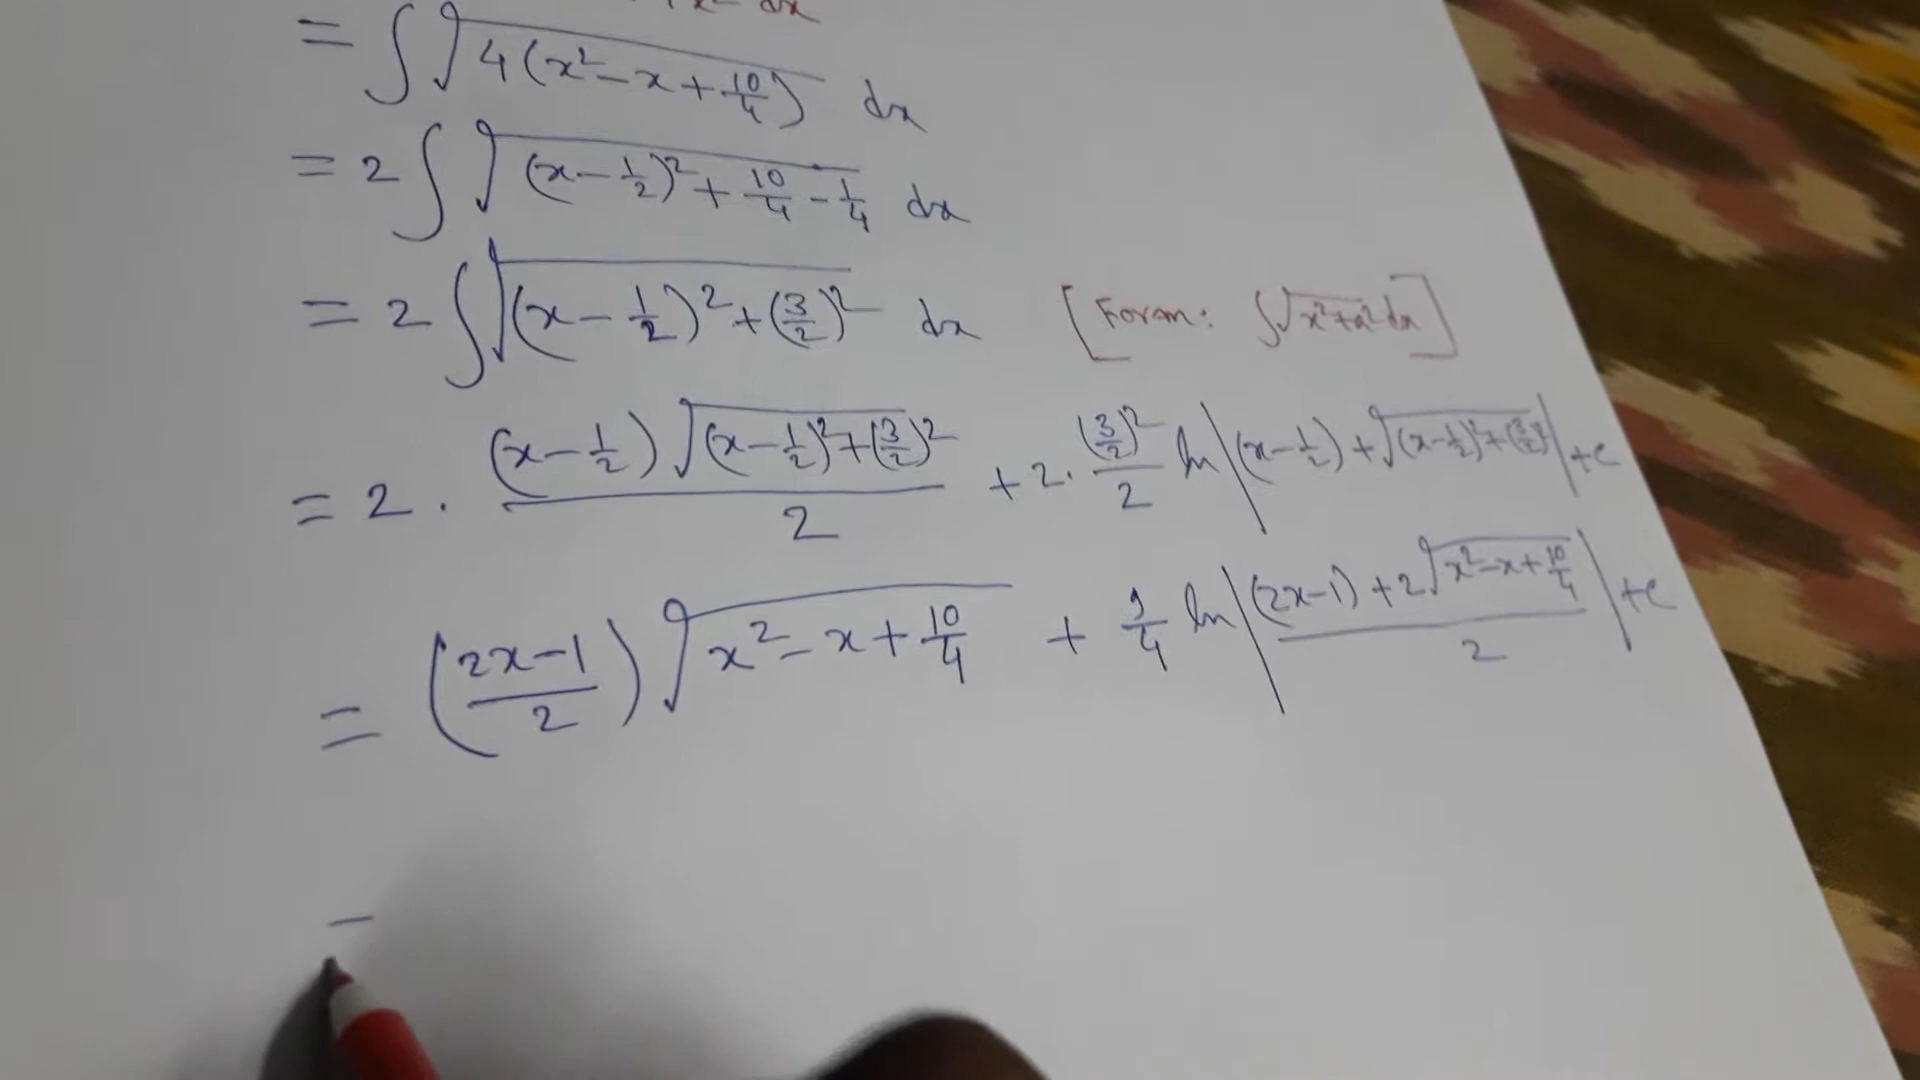 x² dx
= ∫ √4(x² - x + 10/4) dx
= 2 ∫ √(x - 1/2)² + 10/4 - 1/4 dx
= 2 ∫ √(x - 1/2)² + (3/2)² dx [Form: ∫√x²+a² dx]
= 2 . (x - 1/2) √(x - 1/2)² + (3/2)² / 2 + 2 . (3/2)² / 2 ln |(x - 1/2) + √(x - 1/2)² + (3/2)²| + c
= (2x - 1 / 2) √x² - x + 10/4 + 9/4 ln |(2x - 1) + 2√x² - x + 10/4 / 2| + c